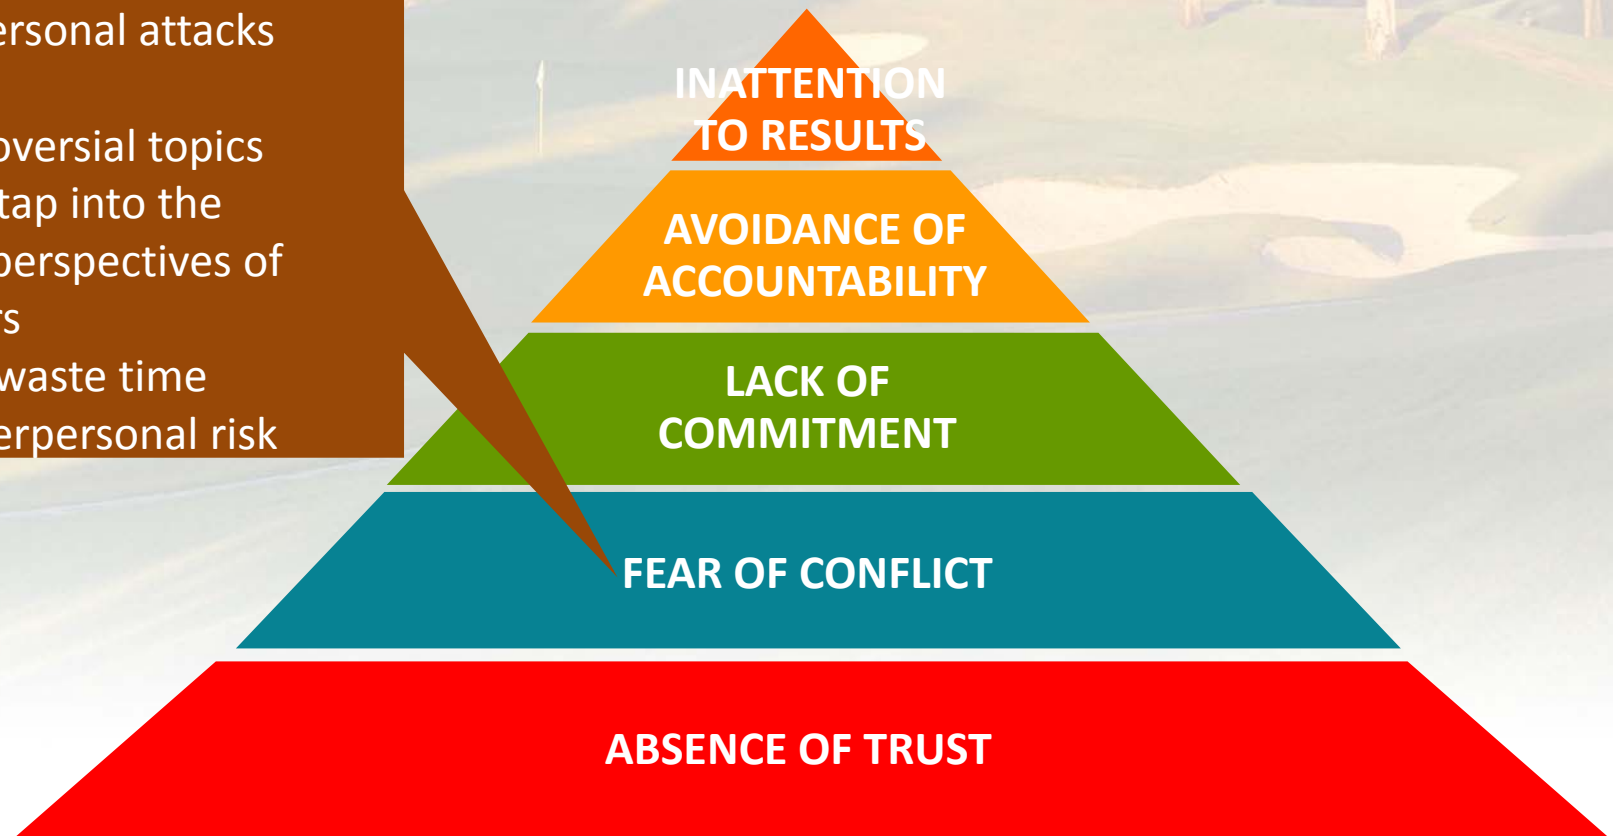 ersonal attacks
oversial topics
tap into the
perspectives of
rs
waste time
erpersonal risk
INATTENTION
TO RESULTS
AVOIDANCE OF
ACCOUNTABILITY
LACK OF
COMMITMENT
FEAR OF CONFLICT
ABSENCE OF TRUST